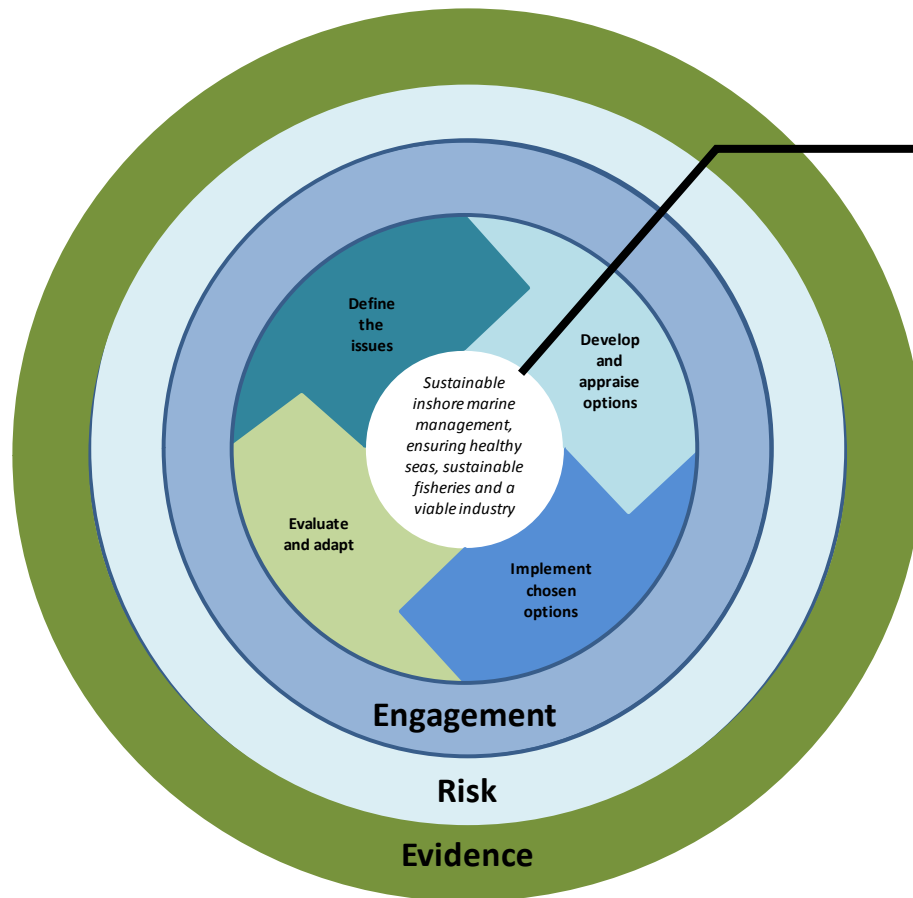 Define
the
issues
Develop
and
appraise
options
Sustainable
inshore marine
management,
ensuring healthy
seas, sustainable
fisheries and a
viable industry
Evaluate
and adapt
Implement
chosen
options
Engagement
Risk
Evidence